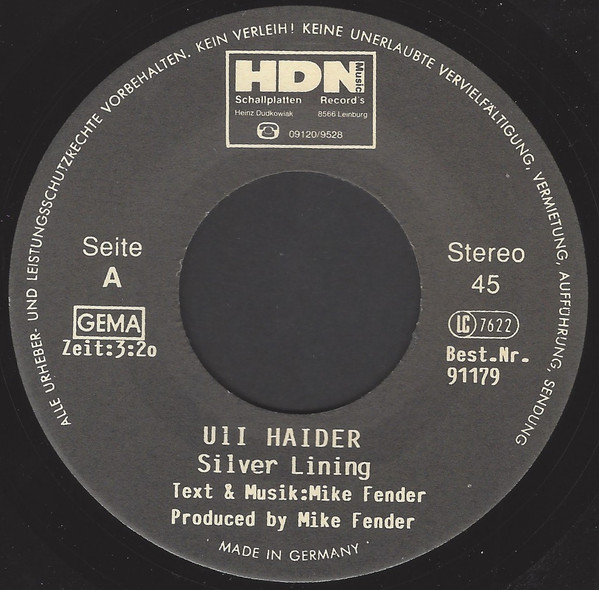 ALLE URHEBER- UND LEISTUNGSSCHUTZRECHTE VORBEHALTEN. KEIN VERLEIH! KEINE UNERLAUBTE VERVIELFÄLTIGUNG, VERMIETUNG, AUFFÜHRUNG, SENDUNG
HDN Music
Schallplatten Record's
Heinz Dudkowiak 8566 Leinburg
09120/9528
Seite
A
GEMA
Zeit:3:2o
Stereo
45
LC 7622
Best.Nr.
91179
UlI HAIDER
Silver Lining
Text & Musik:Mike Fender
Produced by Mike Fender
MADE IN GERMANY